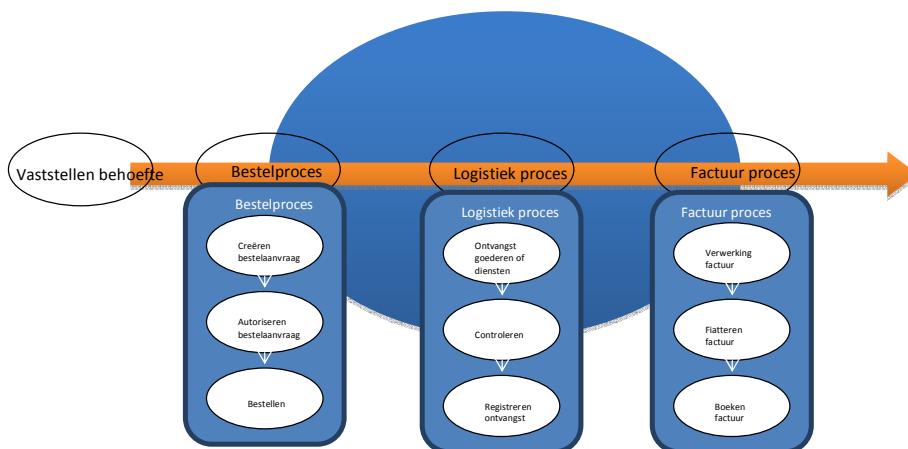 Vaststellen behoefte
Bestelproces
Logistiek proces
Factuur proces
Bestelproces
Creëren
bestelaanvraag
Autoriseren
bestelaanvraag
Bestellen
Logistiek proces
Ontvangst
goederen of
diensten
Controleren
Registreren
ontvangst
Factuur proces
Verwerking
factuur
Fiatteren
factuur
Boeken
factuur